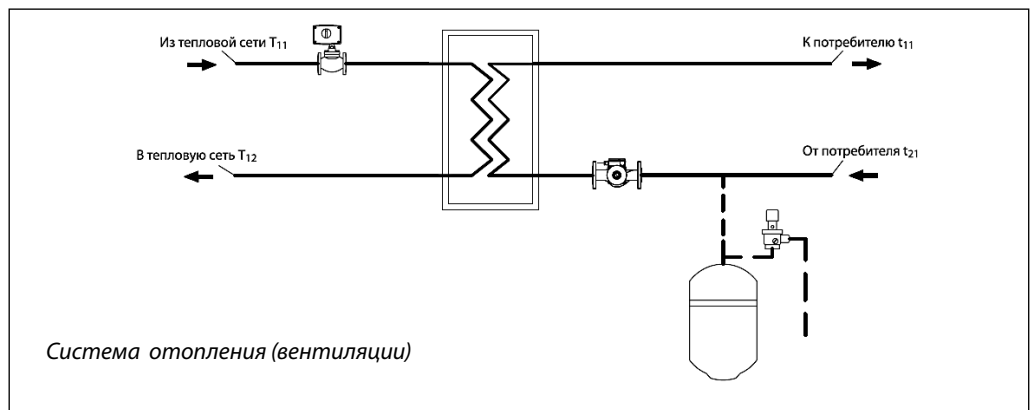 Из тепловой сети T11
К потребителю t11
В тепловую сеть T12
От потребителя t21
Система отопления (вентиляции)